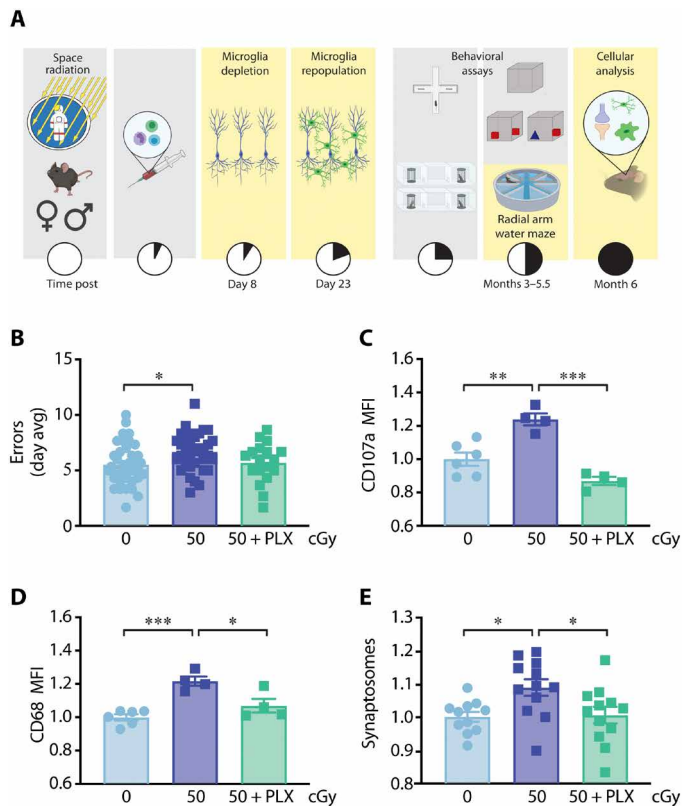 A
Space
radiation
Microglia
depletion
Microglia
repopulation
Behavioral
assays
Cellular
analysis
Radial arm
water maze
Time post
Day 8
Day 23
Months 3–5.5
Month 6
B
Errors
(day avg)
15
10
5
0
*
0
50
50 + PLX
cGy
C
CD107a MFI
1.6
1.4
1.2
1.0
0.8
0.6
**
***
0
50
50 + PLX
cGy
D
CD68 MFI
1.6
1.4
1.2
1.0
0.8
0.6
***
*
0
50
50 + PLX
cGy
E
Synaptosomes
1.3
1.2
1.1
1.0
0.9
0.8
*
*
0
50
50 + PLX
cGy